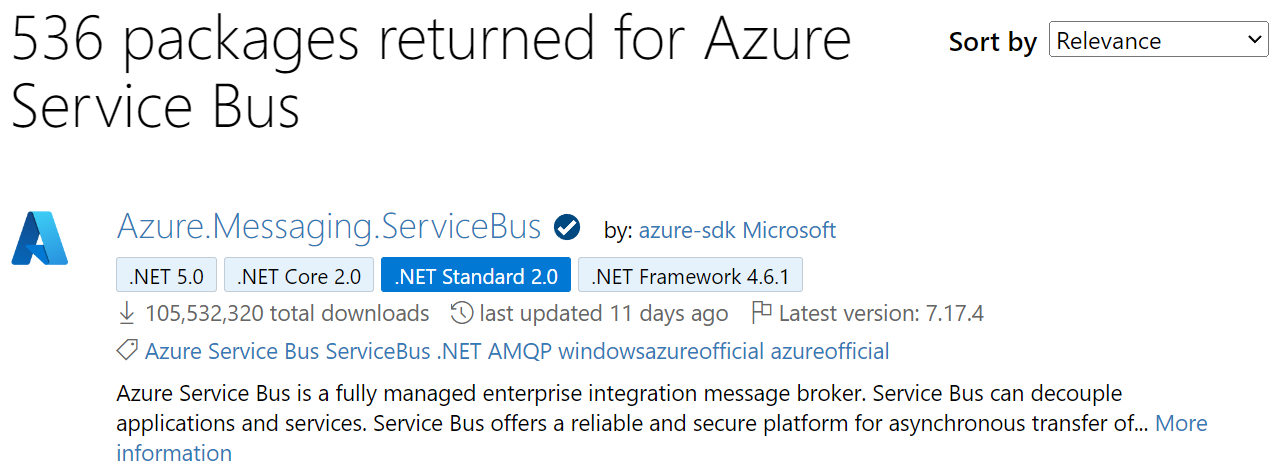 536 packages returned for Azure
Service Bus
Sort by Relevance
Azure.Messaging.ServiceBus by: azure-sdk Microsoft
.NET 5.0 .NET Core 2.0 .NET Standard 2.0 .NET Framework 4.6.1
105,532,320 total downloads last updated 11 days ago Latest version: 7.17.4
Azure Service Bus ServiceBus .NET AMQP windowsazureofficial azureofficial
Azure Service Bus is a fully managed enterprise integration message broker. Service Bus can decouple
applications and services. Service Bus offers a reliable and secure platform for asynchronous transfer of... More
information